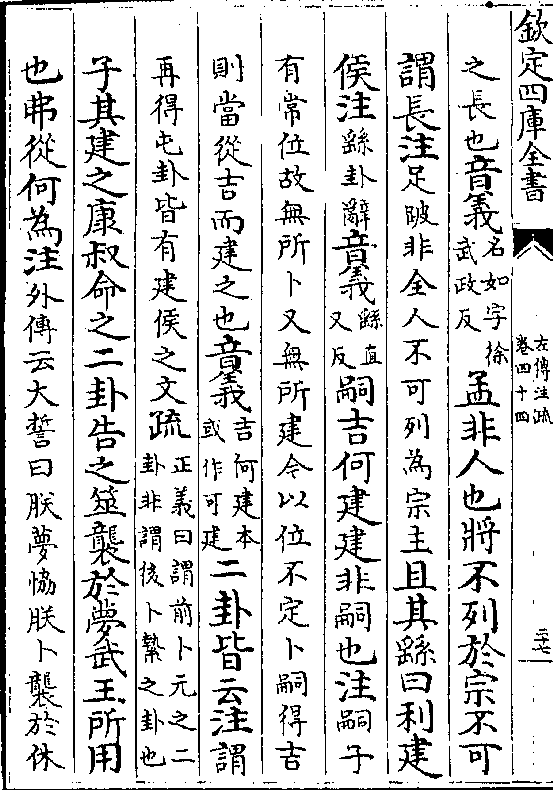 欽定四庫全書
左傳注疏
卷四十四
三十七
之長也音義名如字徐武政反孟非人也將不列於宗不可
謂長注足跛非全人不可列為宗主且其繇曰利建
侯注繇卦辭音義繇直又反嗣吉何建建非嗣也注嗣子
有常位故無所卜又無所建今以位不定卜嗣得吉
則當從吉而建之也音義吉何建本或作可建二卦皆云注謂
再得屯卦皆有建侯之文疏正義曰謂前卜元之二卦非謂後卜縶之卦也
子其建之康叔命之二卦告之筮襲於夢武王所用
也弗從何為注外傳云大誓曰朕夢恊朕卜襲於休